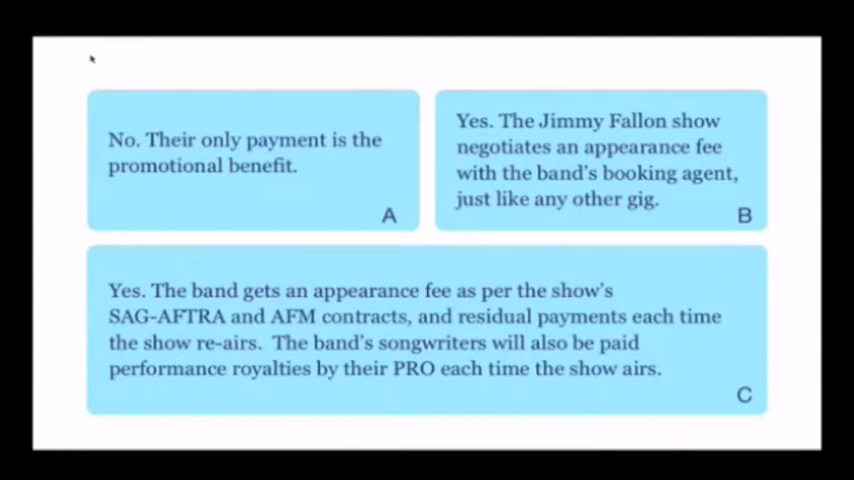 No. Their only payment is the
promotional benefit.
A
Yes. The Jimmy Fallon show
negotiates an appearance fee
with the band's booking agent,
just like any other gig.
B
Yes. The band gets an appearance fee as per the show's
SAG-AFTRA and AFM contracts, and residual payments each time
the show re-airs.  The band's songwriters will also be paid
performance royalties by their PRO each time the show airs.
C